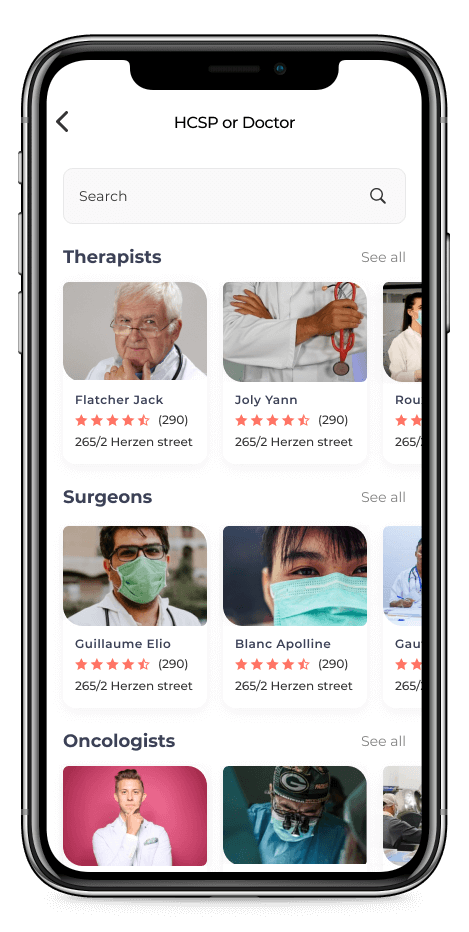 HCSP or Doctor
Search
Therapists See all
Flatcher Jack Joly Yann Rou
(290) (290)
265/2 Herzen street 265/2 Herzen street 265/
Surgeons See all
Guillaume Elio Blanc Apolline Gau
(290) (290)
265/2 Herzen street 265/2 Herzen street 265/
Oncologists See all
G